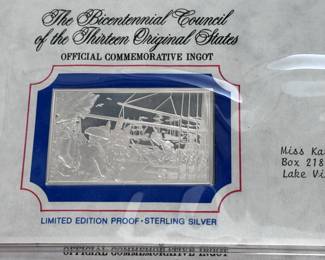 The Bicentennial Council
of the Thirteen Original States
OFFICIAL COMMEMORATIVE INGOT
Miss Ka
Box 218
Lake Vi
LIMITED EDITION PROOF·STERLING SILVER
OFFICIAL COMMEMORATIVE INGOT